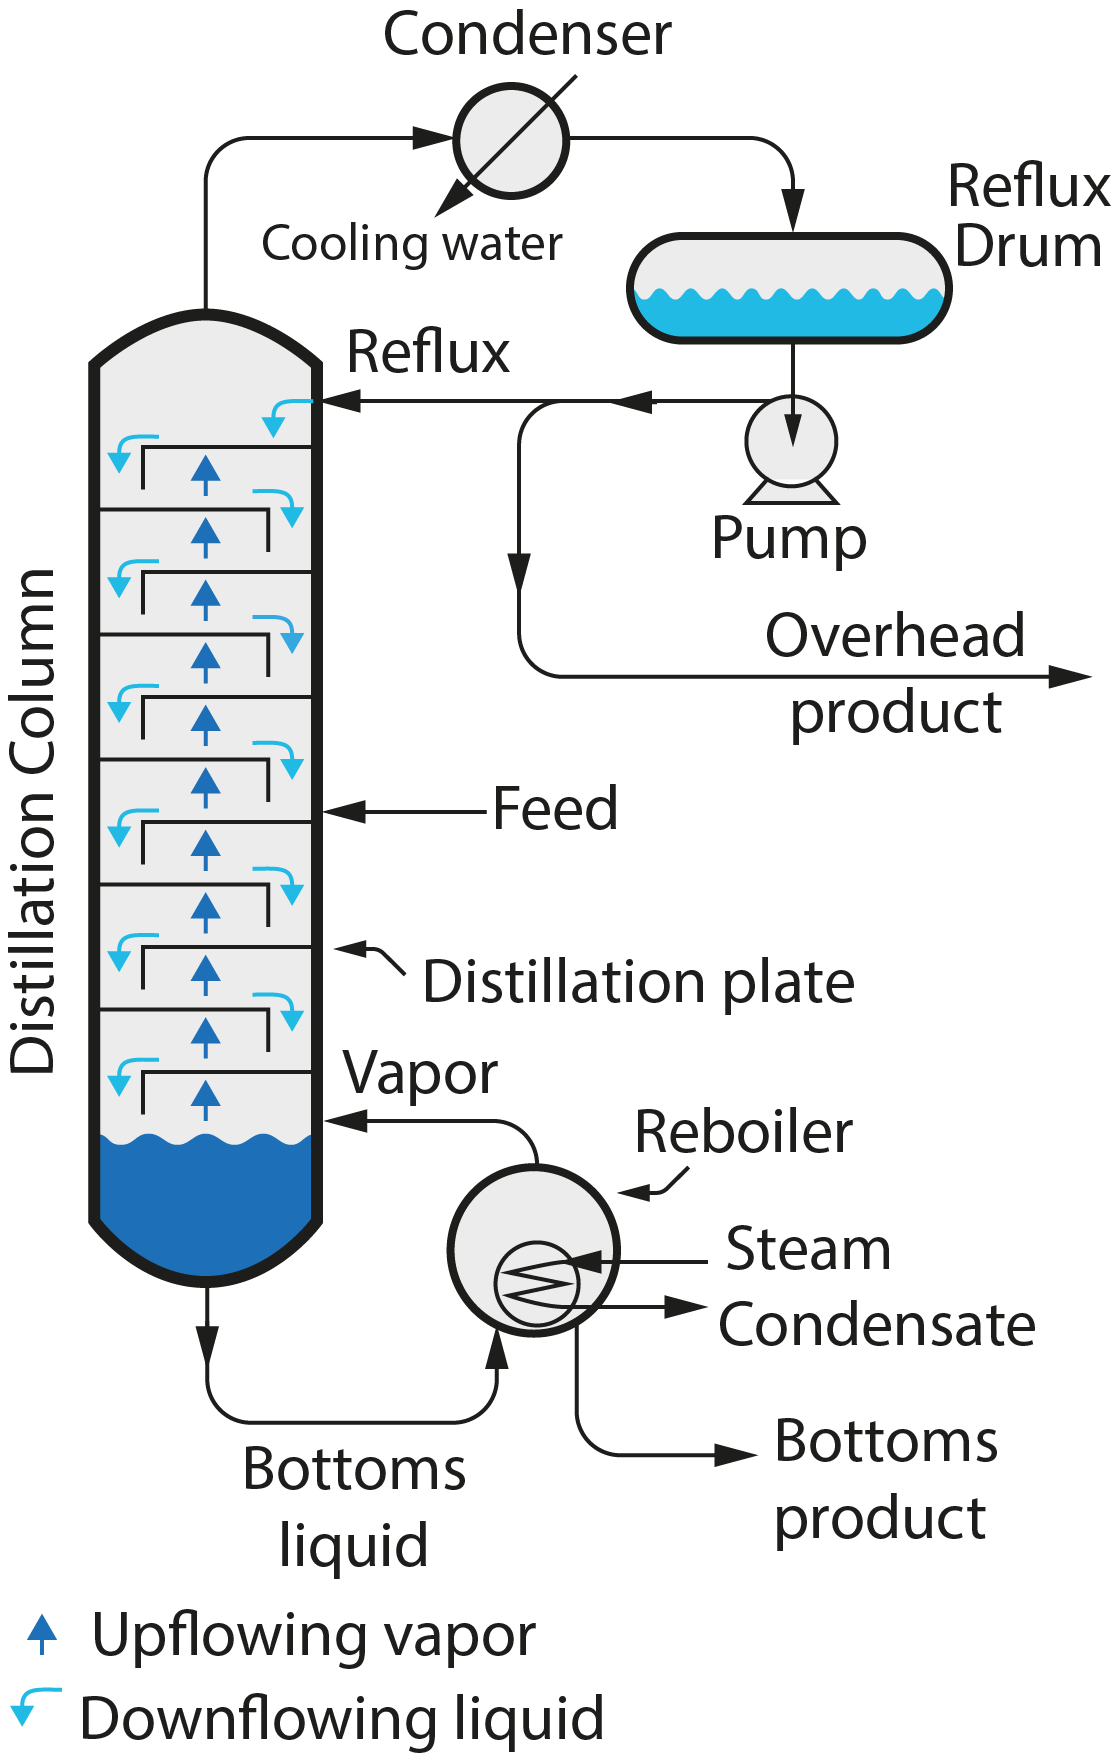 Condenser
Cooling water
Reflux
Drum
Reflux
Pump
Overhead
product
Feed
Distillation Column
Distillation plate
Vapor
Reboiler
Steam
Condensate
Bottoms
product
Bottoms
liquid
Upflowing vapor
Downflowing liquid